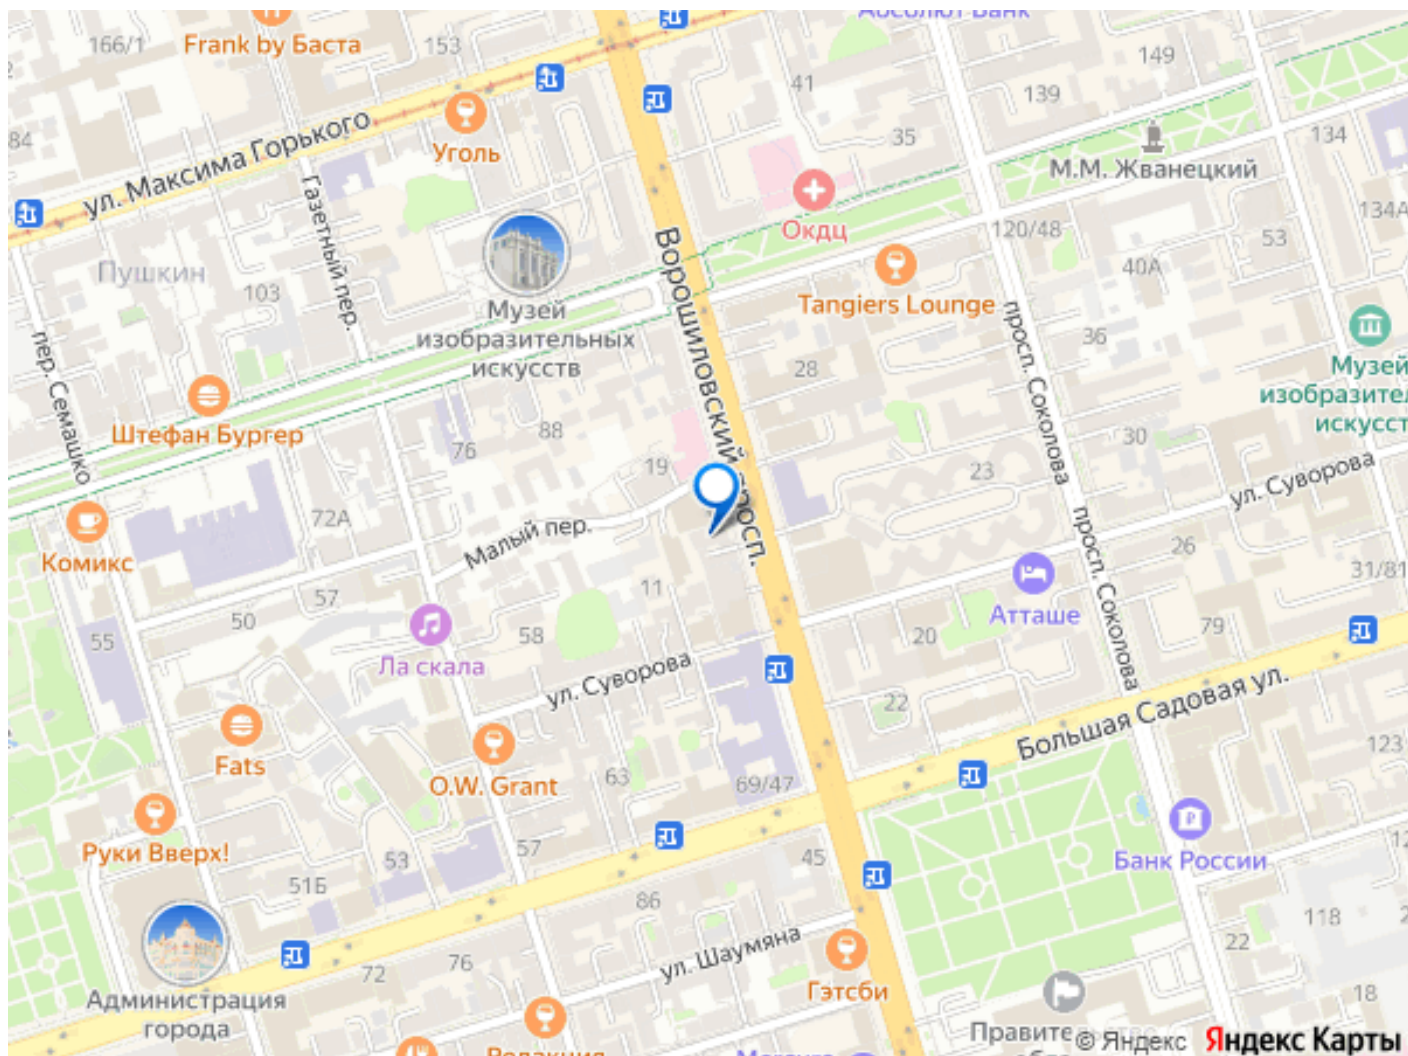 Абсолют Банк
166/1
Frank by Баста
153
149
41
139
84
ул. Максима Горького
Уголь
35
134
М.М. Жванецкий
Газетный пер.
Окдц
134А
120/48
53
Пушкин
103
40А
Ворошиловский просп.
Tangiers Lounge
Музей
изобразительных
искусств
просп. Соколова
36
пер. Семашко
28
Музей
искусст
Штефан Бургер
88
76
30
19
23
ул. Суворова
72А
Малый пер.
просп. Соколова
26
Комикс
31/81
11
57
Атташе
50
58
20
79
55
Ла скала
ул. Суворова
22
Большая Садовая ул.
Fats
O.W. Grant
63
69/47
123
Руки Вверх!
57
53
45
Банк России
51Б
86
118
22
ул. Шаумяна
76
72
Гэтсби
Администрация
города
18
© Яндекс Яндекс Карты